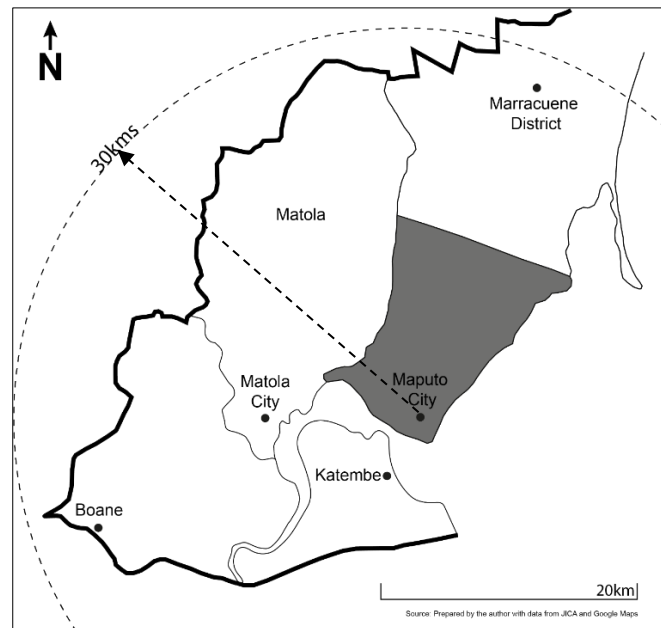 N
Marracuene
District
30kms
Matola
Maputo
City
Matola
City
Katembe
Boane
20km
Source: Prepared by the author with data from JICA and Google Maps